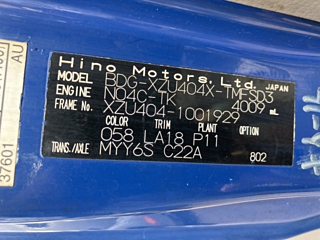 Hino Motors, Ltd. JAPAN
MODEL BDG-XZU404X-TMFSD3
ENGINE N04C-TK 4009 mL
FRAME No. XZU404-1001929
COLOR TRIM PLANT OPTION
058 LA18 P11
TRANS./AXLE MYY6S C22A 802
AU
37601